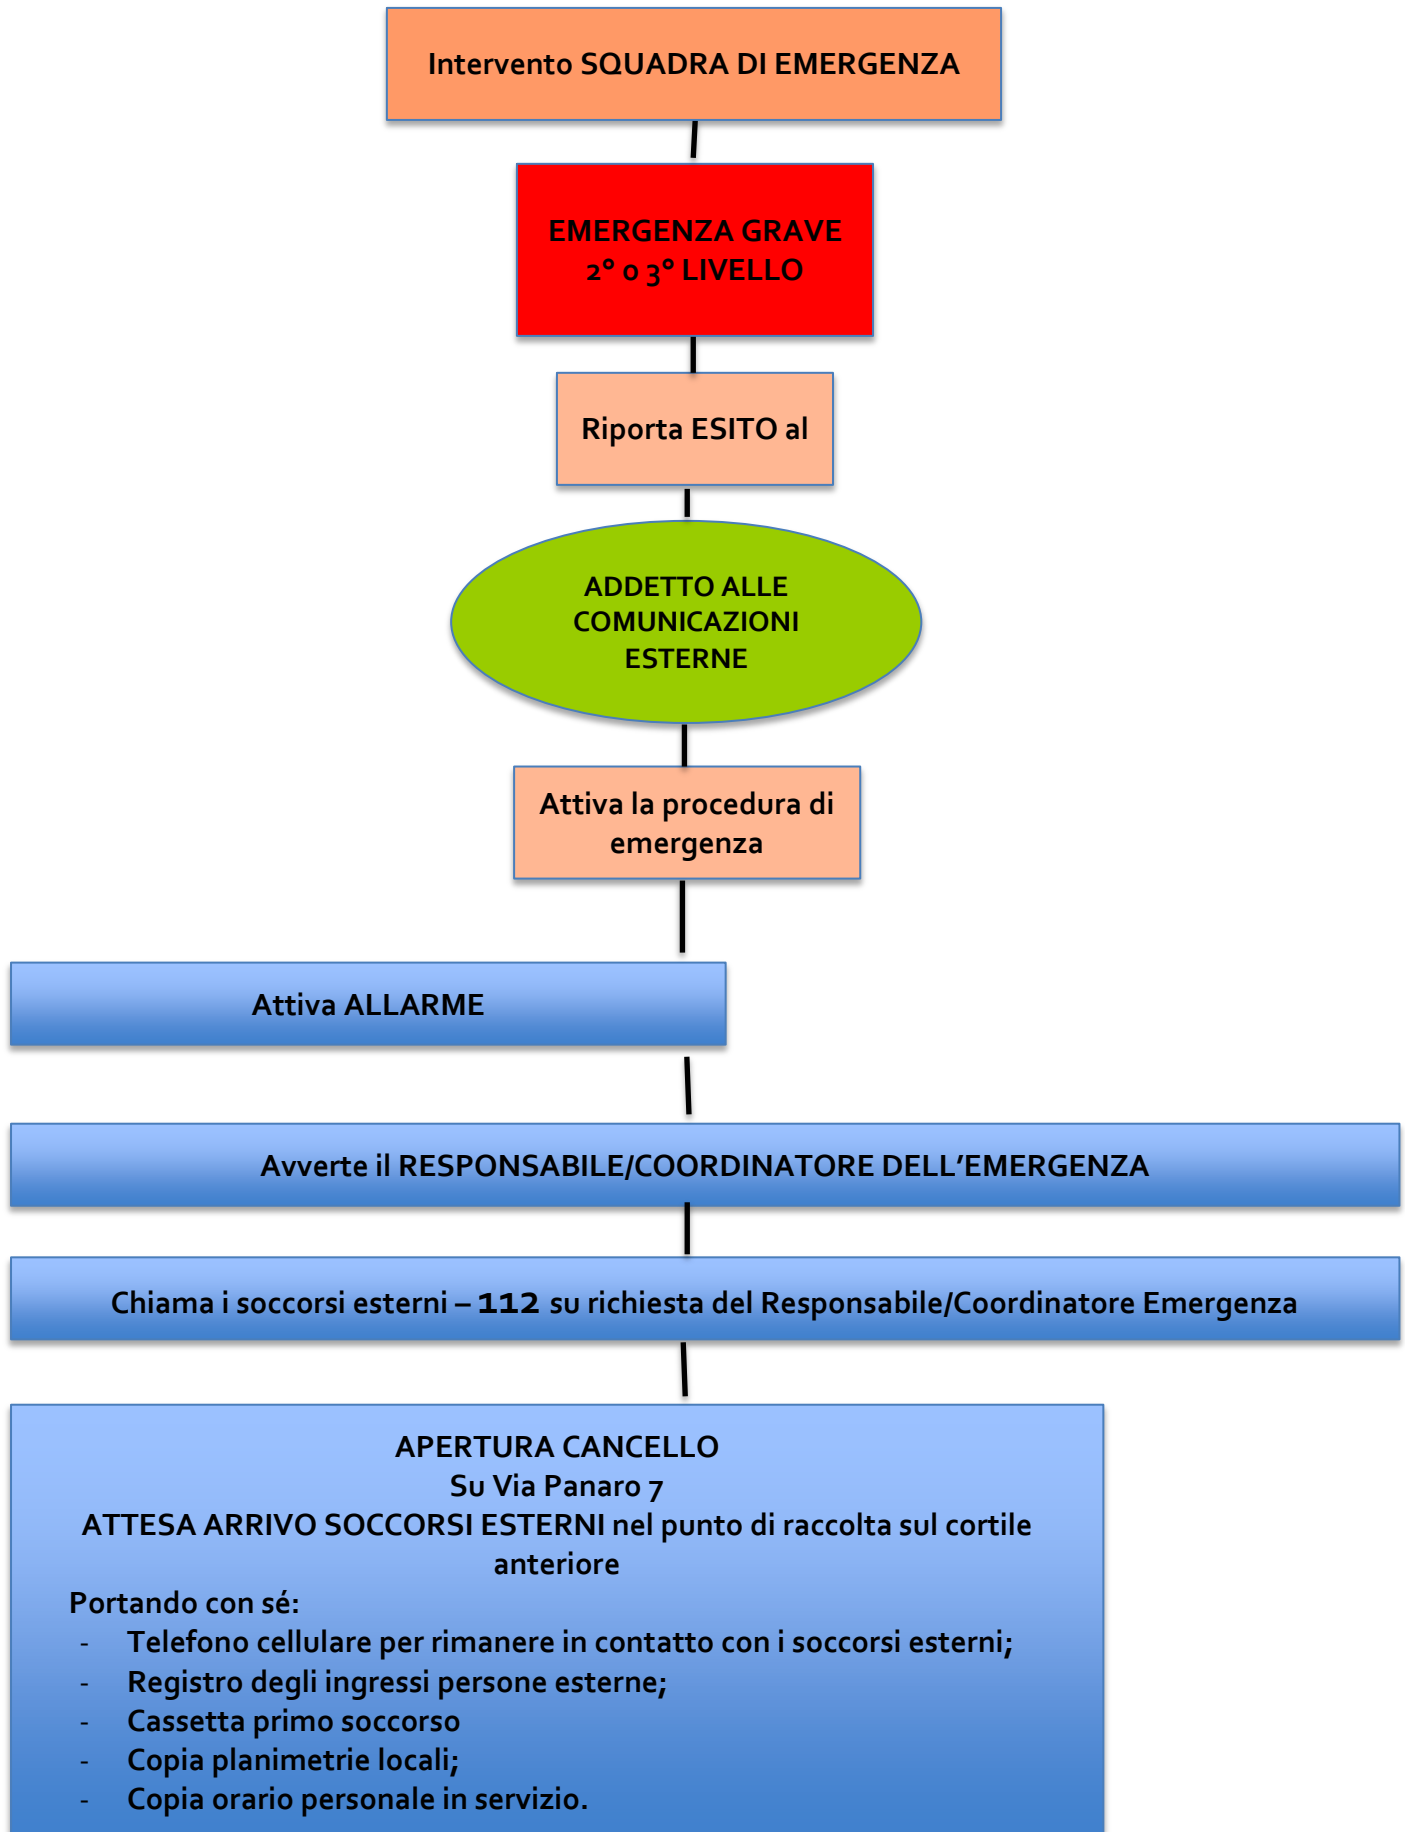 Intervento SQUADRA DI EMERGENZA
EMERGENZA GRAVE
2° o 3° LIVELLO
Riporta ESITO al
ADDETTO ALLE
COMUNICAZIONI
ESTERNE
Attiva la procedura di
emergenza
Attiva ALLARME
Avverte il RESPONSABILE/COORDINATORE DELL’EMERGENZA
Chiama i soccorsi esterni – 112 su richiesta del Responsabile/Coordinatore Emergenza
APERTURA CANCELLO
Su Via Panaro 7
ATTESA ARRIVO SOCCORSI ESTERNI nel punto di raccolta sul cortile
anteriore
Portando con sé:
- Telefono cellulare per rimanere in contatto con i soccorsi esterni;
- Registro degli ingressi persone esterne;
- Cassetta primo soccorso
- Copia planimetrie locali;
- Copia orario personale in servizio.